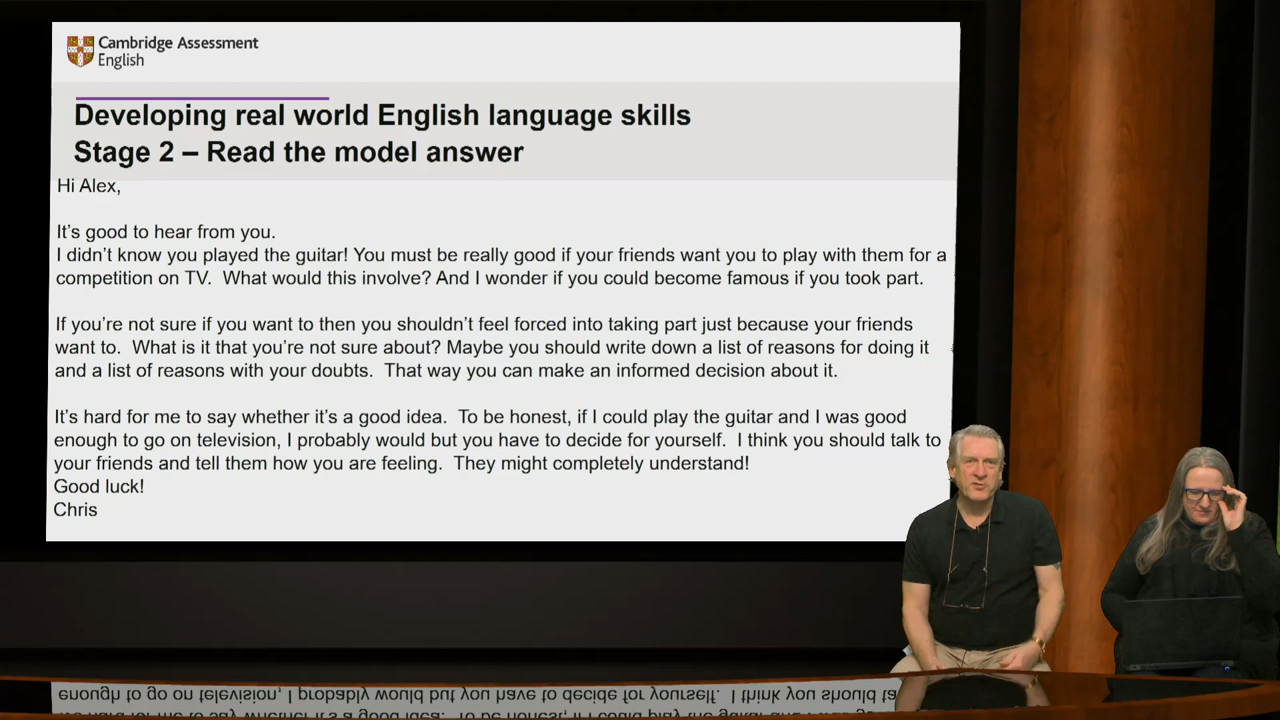 Cambridge Assessment
English
Developing real world English language skills
Stage 2 – Read the model answer
Hi Alex,
It's good to hear from you.
I didn't know you played the guitar! You must be really good if your friends want you to play with them for a
competition on TV. What would this involve? And I wonder if you could become famous if you took part.
If you're not sure if you want to then you shouldn't feel forced into taking part just because your friends
want to. What is it that you're not sure about? Maybe you should write down a list of reasons for doing it
and a list of reasons with your doubts. That way you can make an informed decision about it.
It's hard for me to say whether it's a good idea. To be honest, if I could play the guitar and I was good
enough to go on television, I probably would but you have to decide for yourself. I think you should talk to
your friends and tell them how you are feeling. They might completely understand!
Good luck!
Chris